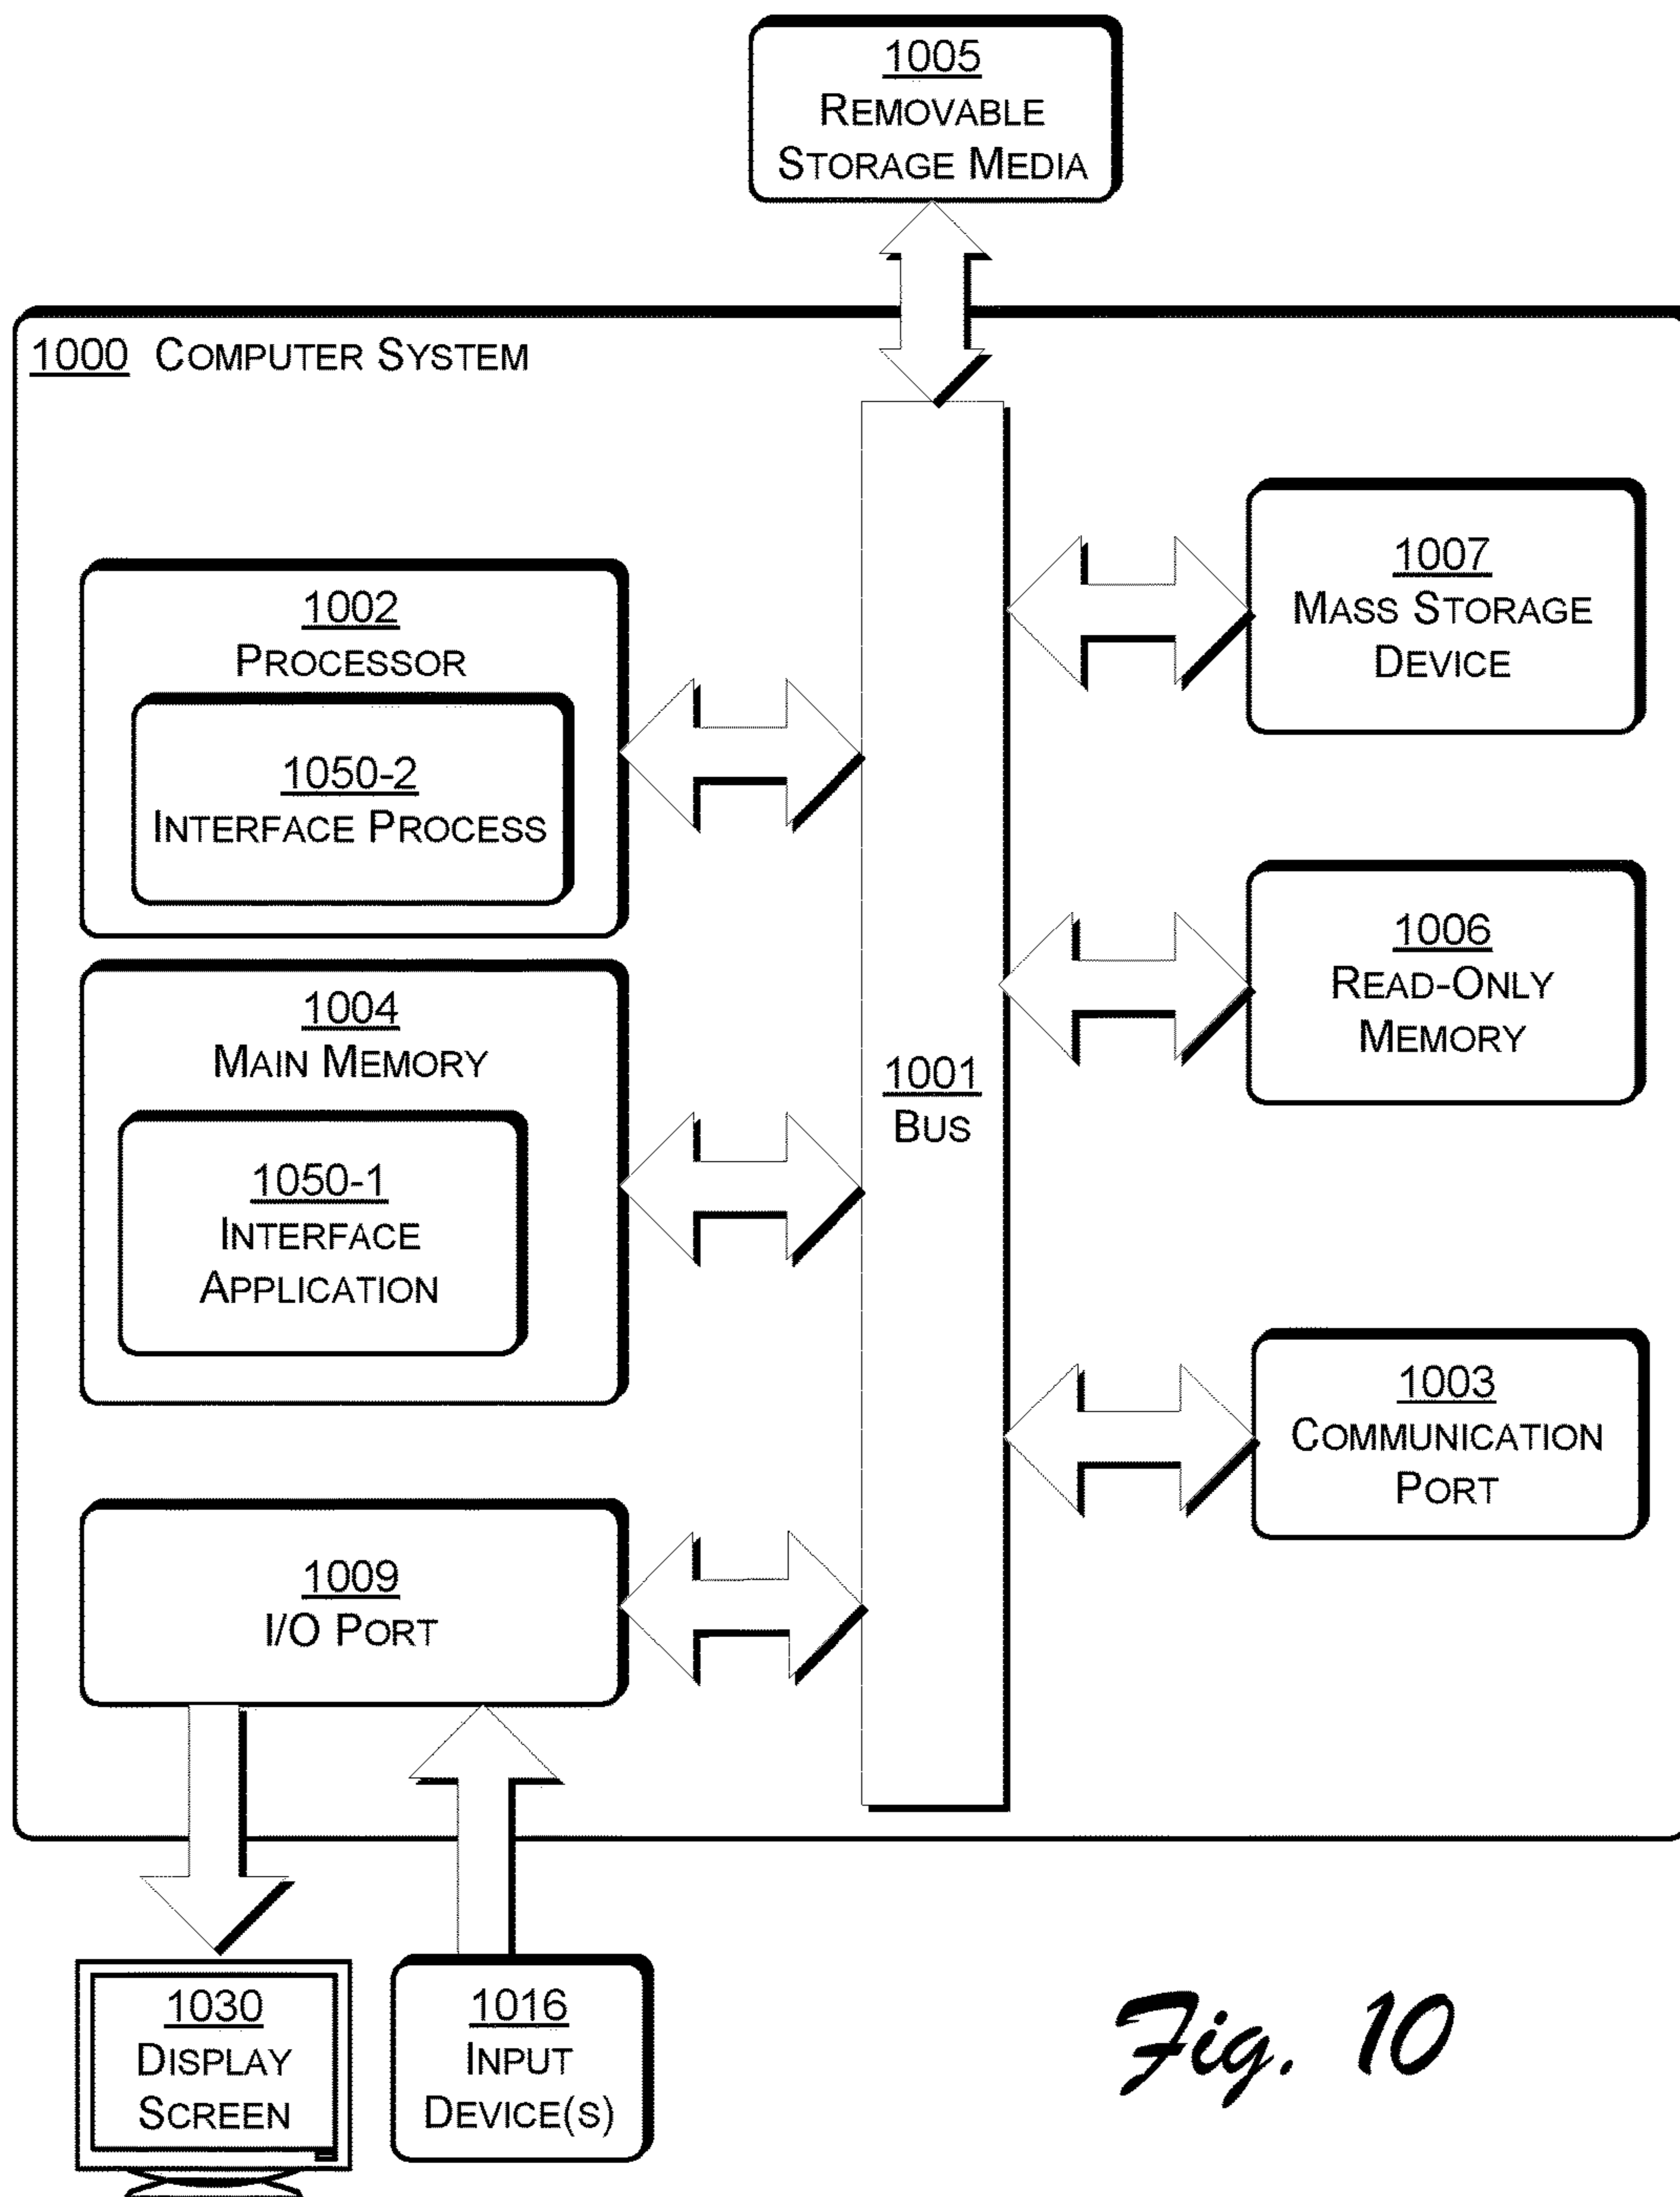 1005
REMOVABLE
STORAGE MEDIA
1000 COMPUTER SYSTEM
1002
PROCESSOR
1050-2
INTERFACE PROCESS
1004
MAIN MEMORY
1050-1
INTERFACE
APPLICATION
1009
I/O PORT
1001
BUS
1007
MASS STORAGE
DEVICE
1006
READ-ONLY
MEMORY
1003
COMMUNICATION
PORT
1030
DISPLAY
SCREEN
1016
INPUT
DEVICE(S)
Fig. 10